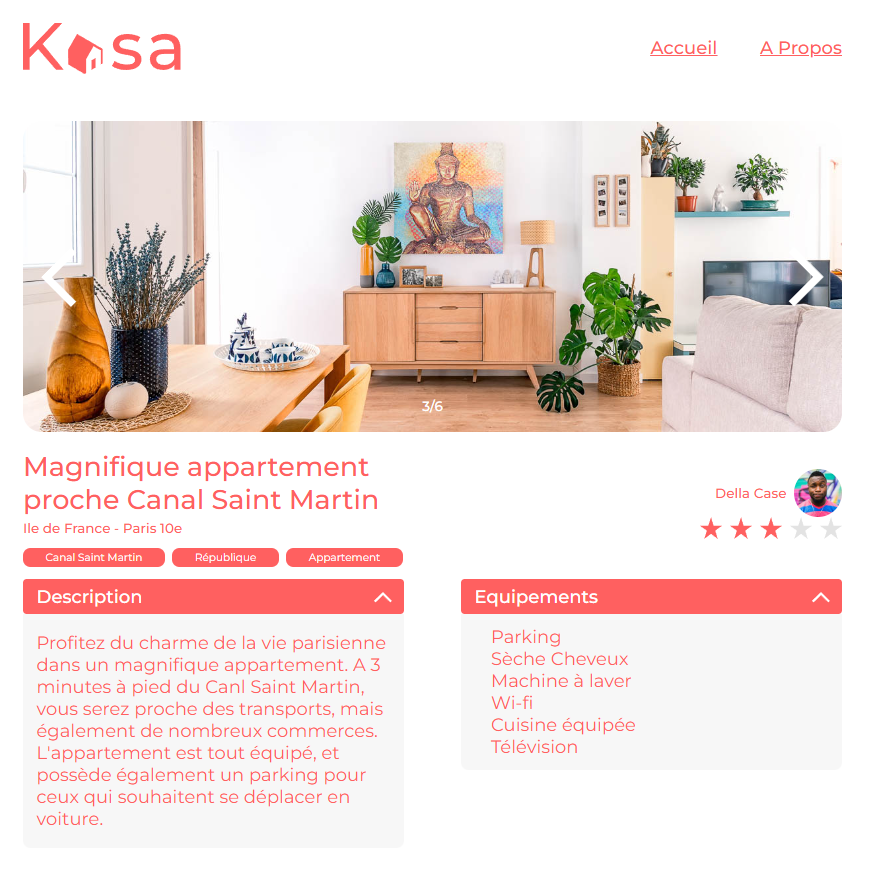 Kasa
Accueil
A Propos
3/6
Magnifique appartement
proche Canal Saint Martin
Ile de France - Paris 10e
Della Case
Canal Saint Martin
République
Appartement
Description
Profitez du charme de la vie parisienne
dans un magnifique appartement. A 3
minutes à pied du Canl Saint Martin,
vous serez proche des transports, mais
également de nombreux commerces.
L'appartement est tout équipé, et
possède également un parking pour
ceux qui souhaitent se déplacer en
voiture.
Equipements
Parking
Sèche Cheveux
Machine à laver
Wi-fi
Cuisine équipée
Télévision